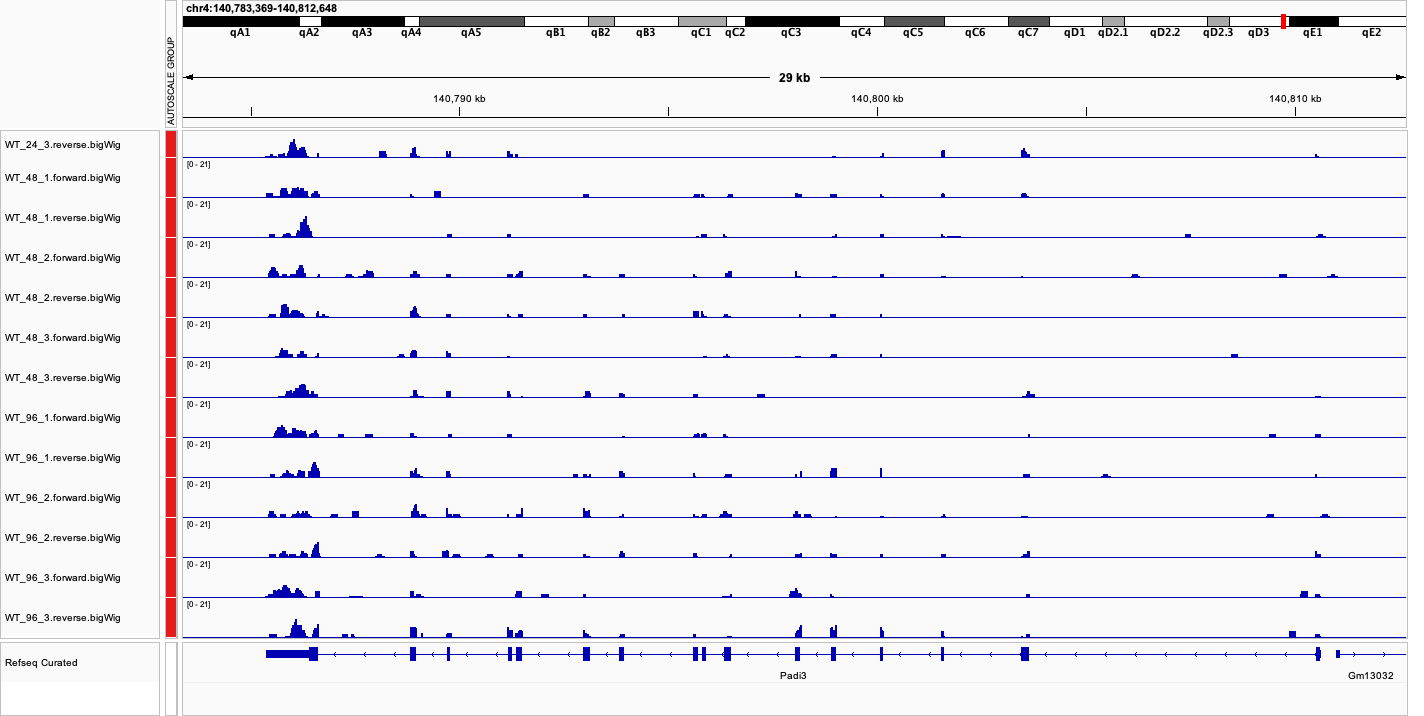 chr4:140,783,369-140,812,648
qA1 qA2 qA3 qA4 qA5 qB1 qB2 qB3 qC1 qC2 qC3 qC4 qC5 qC6 qC7 qD1 qD2.1 qD2.2 qD2.3 qD3 qE1 qE2
AUTOSCALE GROUP
29 kb
140,790 kb 140,800 kb 140,810 kb
WT_24_3.reverse.bigWig
[0 - 21]
WT_48_1.forward.bigWig
[0 - 21]
WT_48_1.reverse.bigWig
[0 - 21]
WT_48_2.forward.bigWig
[0 - 21]
WT_48_2.reverse.bigWig
[0 - 21]
WT_48_3.forward.bigWig
[0 - 21]
WT_48_3.reverse.bigWig
[0 - 21]
WT_96_1.forward.bigWig
[0 - 21]
WT_96_1.reverse.bigWig
[0 - 21]
WT_96_2.forward.bigWig
[0 - 21]
WT_96_2.reverse.bigWig
[0 - 21]
WT_96_3.forward.bigWig
[0 - 21]
WT_96_3.reverse.bigWig
Refseq Curated
Padi3 Gm13032